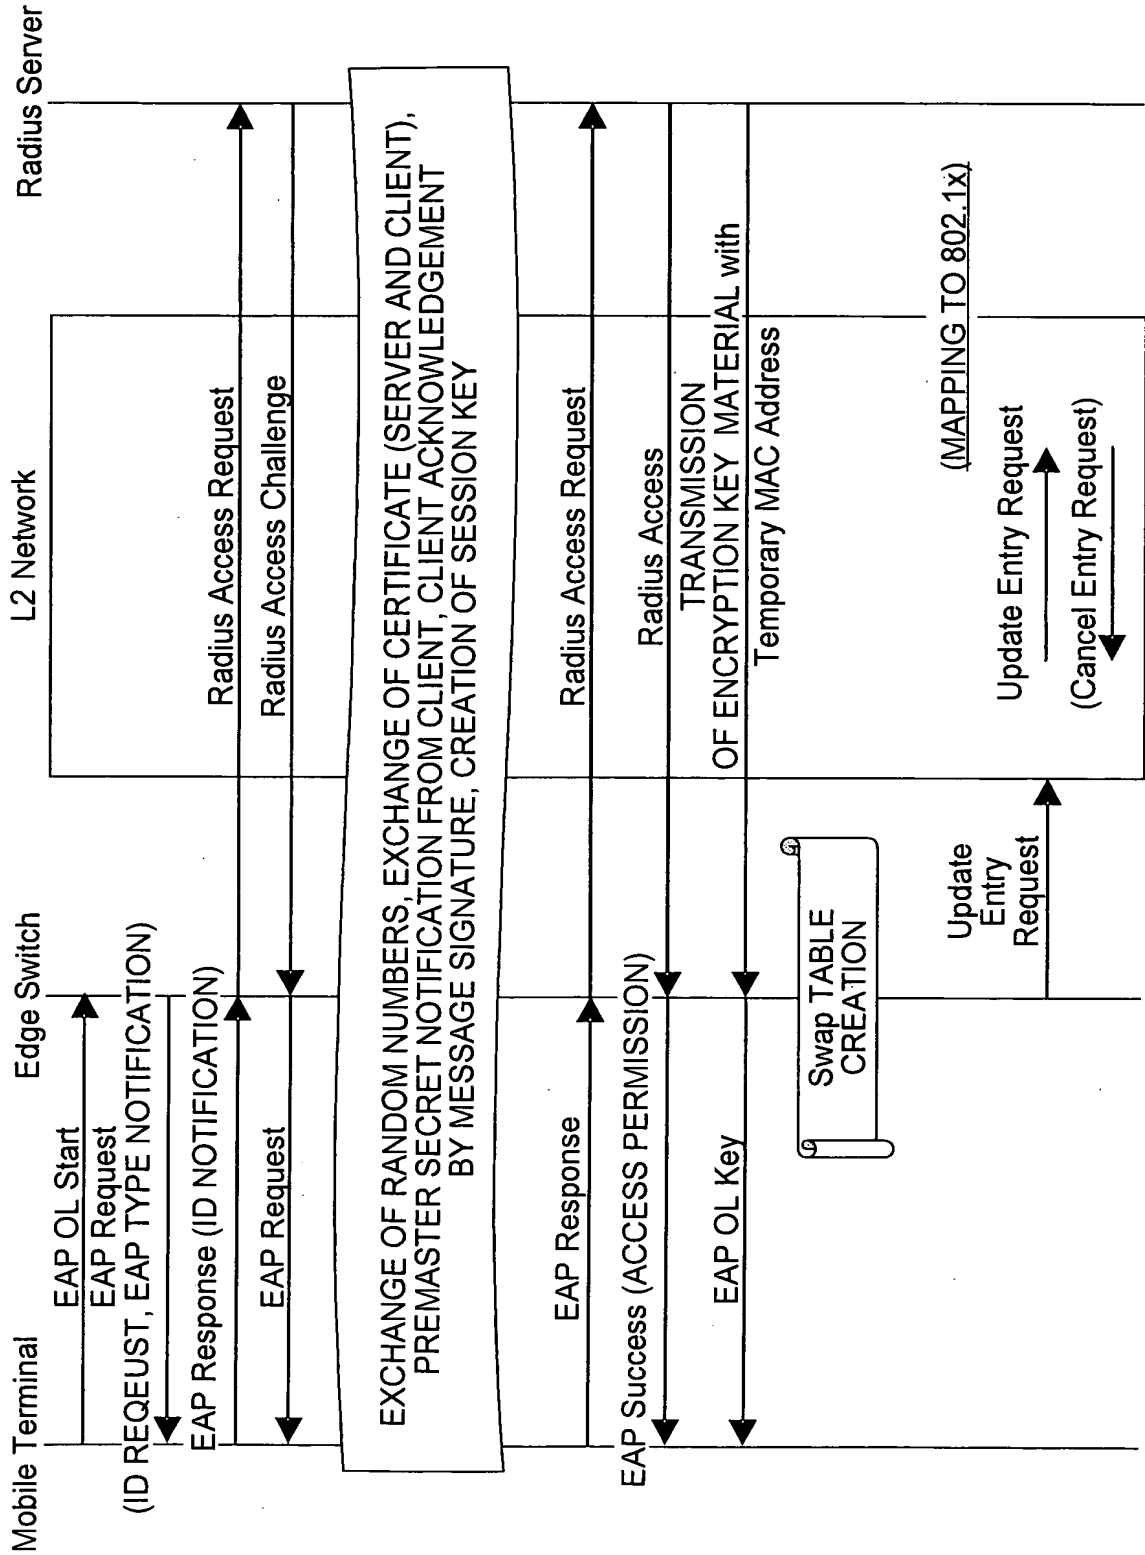 Mobile Terminal
Edge Switch
L2 Network
Radius Server
EAP OL Start
EAP Request
(ID REQEUST, EAP TYPE NOTIFICATION)
EAP Response (ID NOTIFICATION)
Radius Access Request
EAP Request
Radius Access Challenge
EXCHANGE OF RANDOM NUMBERS, EXCHANGE OF CERTIFICATE (SERVER AND CLIENT),
PREMASTER SECRET NOTIFICATION FROM CLIENT, CLIENT ACKNOWLEDGEMENT
BY MESSAGE SIGNATURE, CREATION OF SESSION KEY
EAP Response
Radius Access Request
EAP Success (ACCESS PERMISSION)
Radius Access
TRANSMISSION
OF ENCRYPTION KEY MATERIAL with
Temporary MAC Address
EAP OL Key
Swap TABLE
CREATION
(MAPPING TO 802.1x)
Update
Entry
Request
Update Entry Request
(Cancel Entry Request)